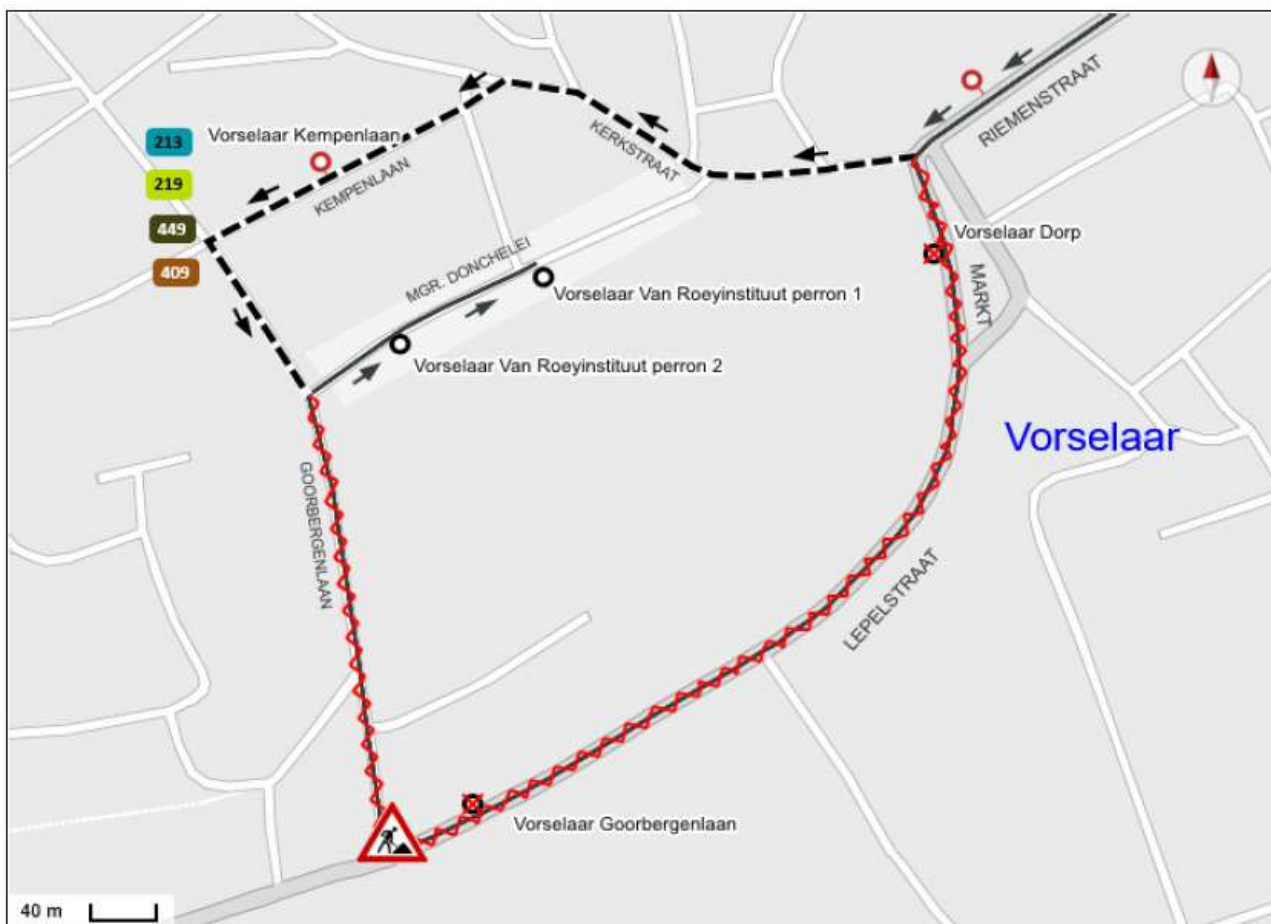 RIEMENSTRAAT
213
Vorselaar Kempenlaan
KERKSTRAAT
219
KEMPENLAAN
449
Vorselaar Dorp
409
MGR. DONCHELEI
MARKT
Vorselaar Van Roeyinstituut perron 1
Vorselaar Van Roeyinstituut perron 2
Vorselaar
GOORBERGENLAAN
LEPELSTRAAT
Vorselaar Goorbergenlaan
40 m